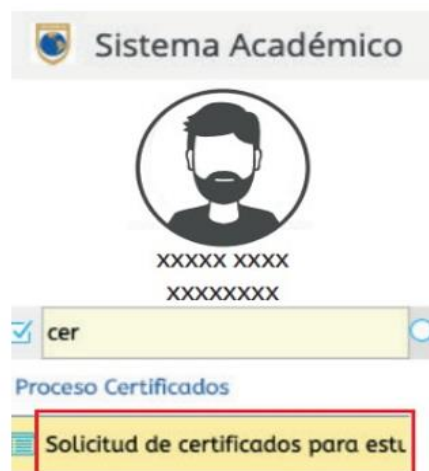 Sistema Académico
xxxxx xxxx
xxxxxxxx
cer
Proceso Certificados
Solicitud de certificados para estu